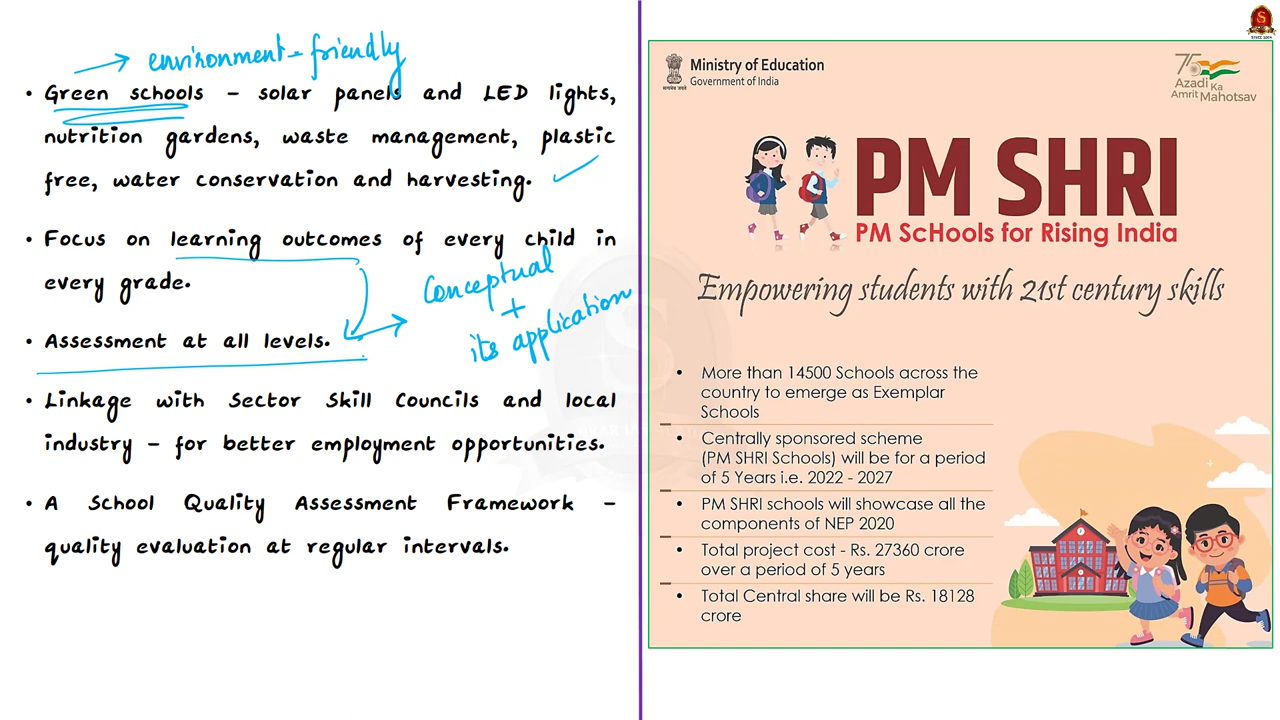 → environment-friendly
• Green schools – solar panels and LED lights,
nutrition gardens, waste management, plastic
free, water conservation and harvesting.
• Focus on learning outcomes of every child in
every grade.
Conceptual
+
its application
• Assessment at all levels.
• Linkage with Sector Skill Councils and local
industry – for better employment opportunities.
• A School Quality Assessment Framework –
quality evaluation at regular intervals.
Ministry of Education
Government of India
75
Azadi Ka
Amrit Mahotsav
PM SHRI
PM ScHools for Rising India
Empowering students with 21st century skills
• More than 14500 Schools across the
country to emerge as Exemplar
Schools
• Centrally sponsored scheme
(PM SHRI Schools) will be for a period
of 5 Years i.e. 2022 - 2027
• PM SHRI schools will showcase all the
components of NEP 2020
• Total project cost - Rs. 27360 crore
over a period of 5 years
• Total Central share will be Rs. 18128
crore